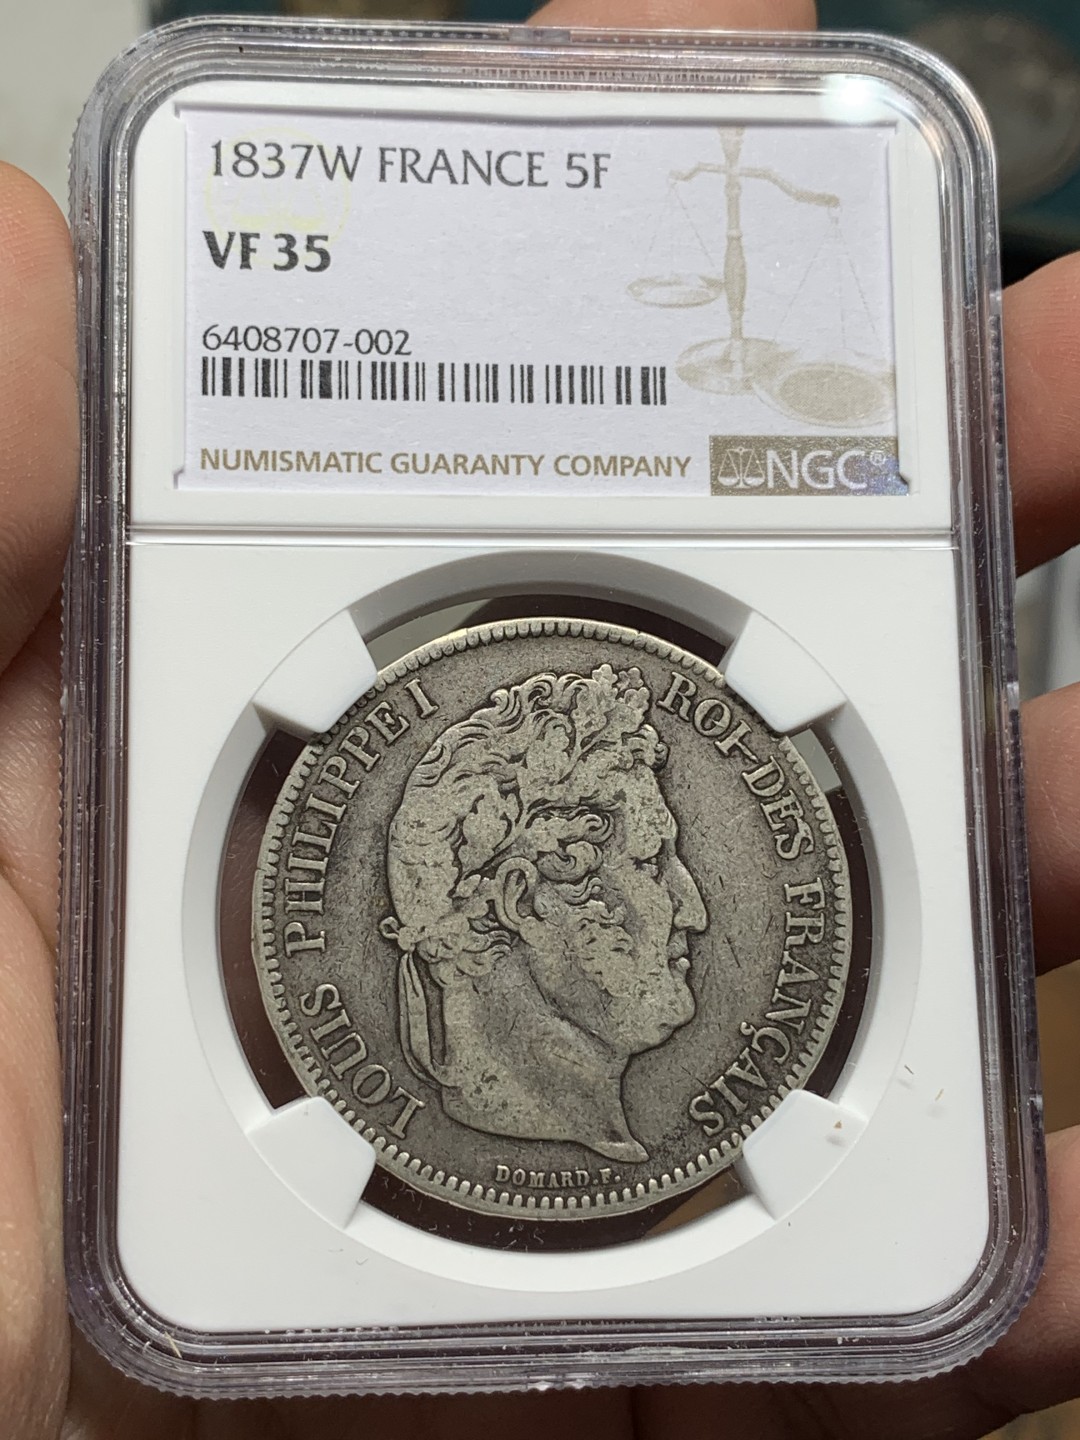 1837W FRANCE 5F
VF 35
6408707-002
NUMISMATIC GUARANTY COMPANY
NGC®
LOUIS PHILIPPE I
ROI DES FRANÇAIS
DOMARD.F.